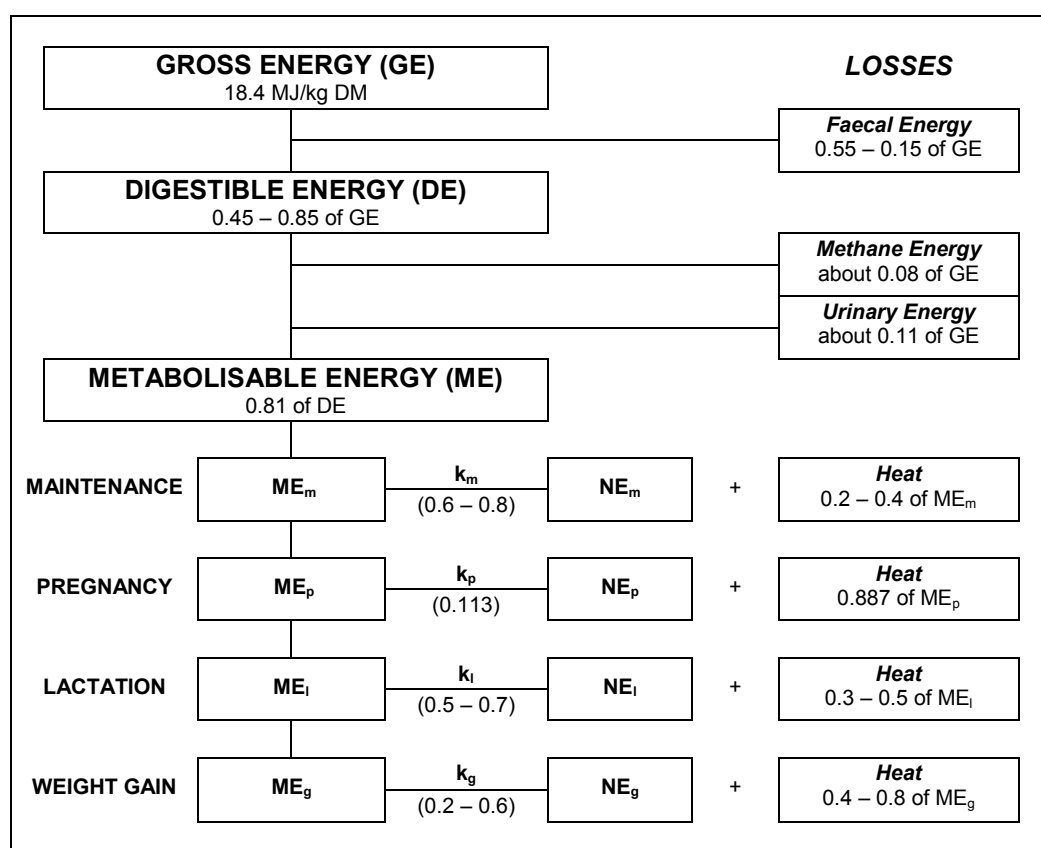 GROSS ENERGY (GE)
18.4 MJ/kg DM
LOSSES
Faecal Energy
0.55 – 0.15 of GE
DIGESTIBLE ENERGY (DE)
0.45 – 0.85 of GE
Methane Energy
about 0.08 of GE
Urinary Energy
about 0.11 of GE
METABOLISABLE ENERGY (ME)
0.81 of DE
MAINTENANCE MEm km (0.6 – 0.8) NEm + Heat
0.2 – 0.4 of MEm
PREGNANCY MEp kp (0.113) NEp + Heat
0.887 of MEp
LACTATION MEl kl (0.5 – 0.7) NEl + Heat
0.3 – 0.5 of MEl
WEIGHT GAIN MEg kg (0.2 – 0.6) NEg + Heat
0.4 – 0.8 of MEg